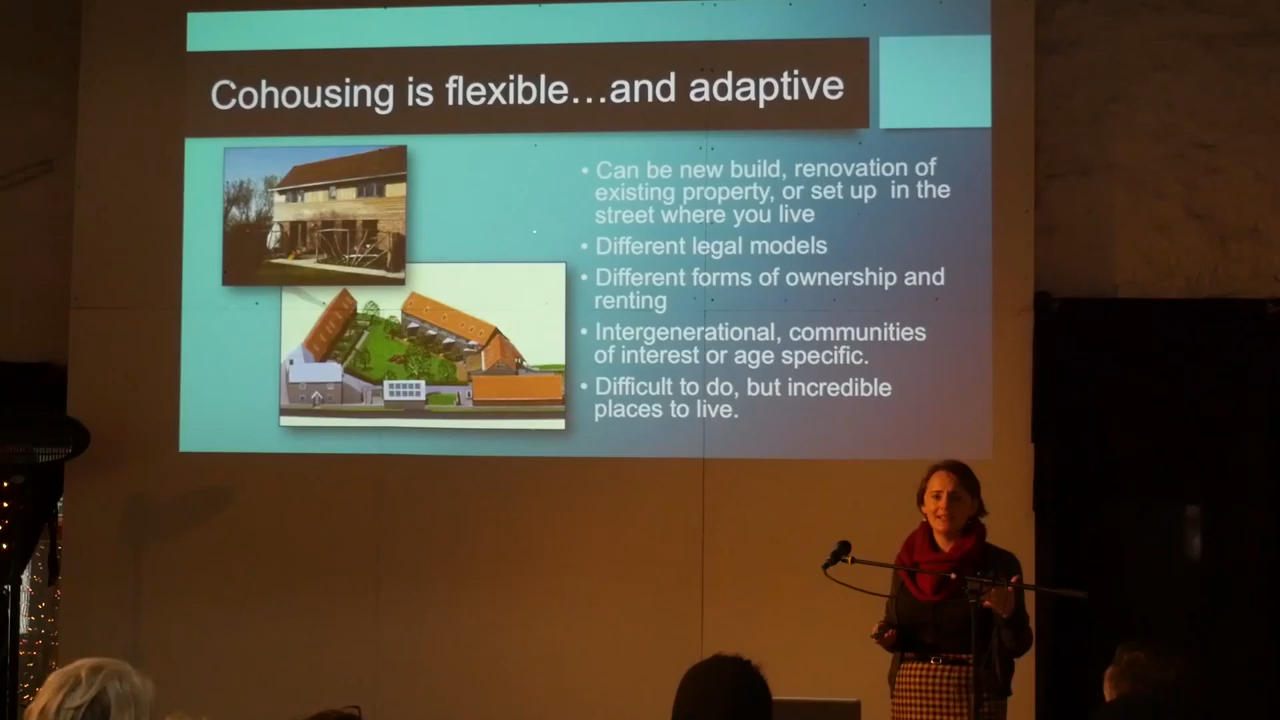 Cohousing is flexible…and adaptive
• Can be new build, renovation of
existing property, or set up in the
street where you live
• Different legal models
• Different forms of ownership and
renting
• Intergenerational, communities
of interest or age specific.
• Difficult to do, but incredible
places to live.